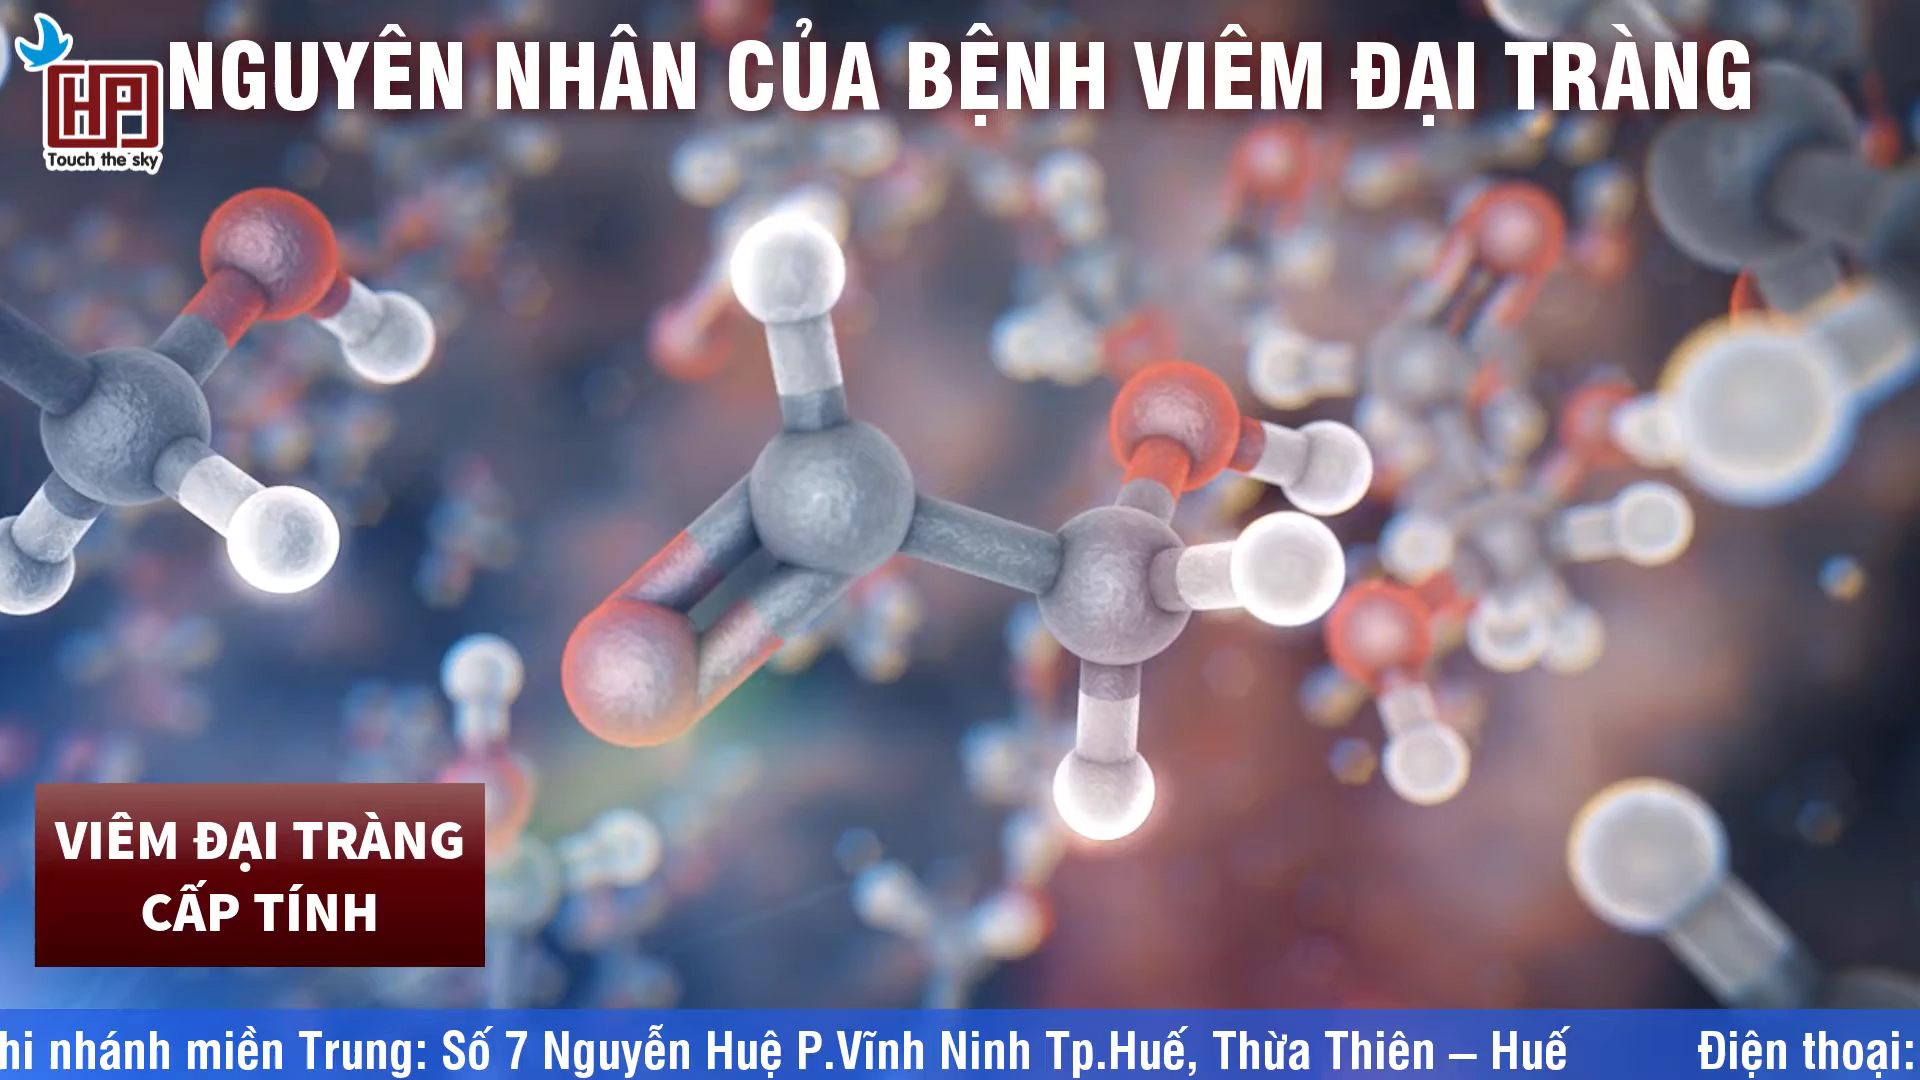 NGUYÊN NHÂN CỦA BỆNH VIÊM ĐẠI TRÀNG
CHP
Touch the sky
VIÊM ĐẠI TRÀNG
CẤP TÍNH
hi nhánh miền Trung: Số 7 Nguyễn Huệ P.Vĩnh Ninh Tp.Huế, Thừa Thiên – Huế Điện thoại: